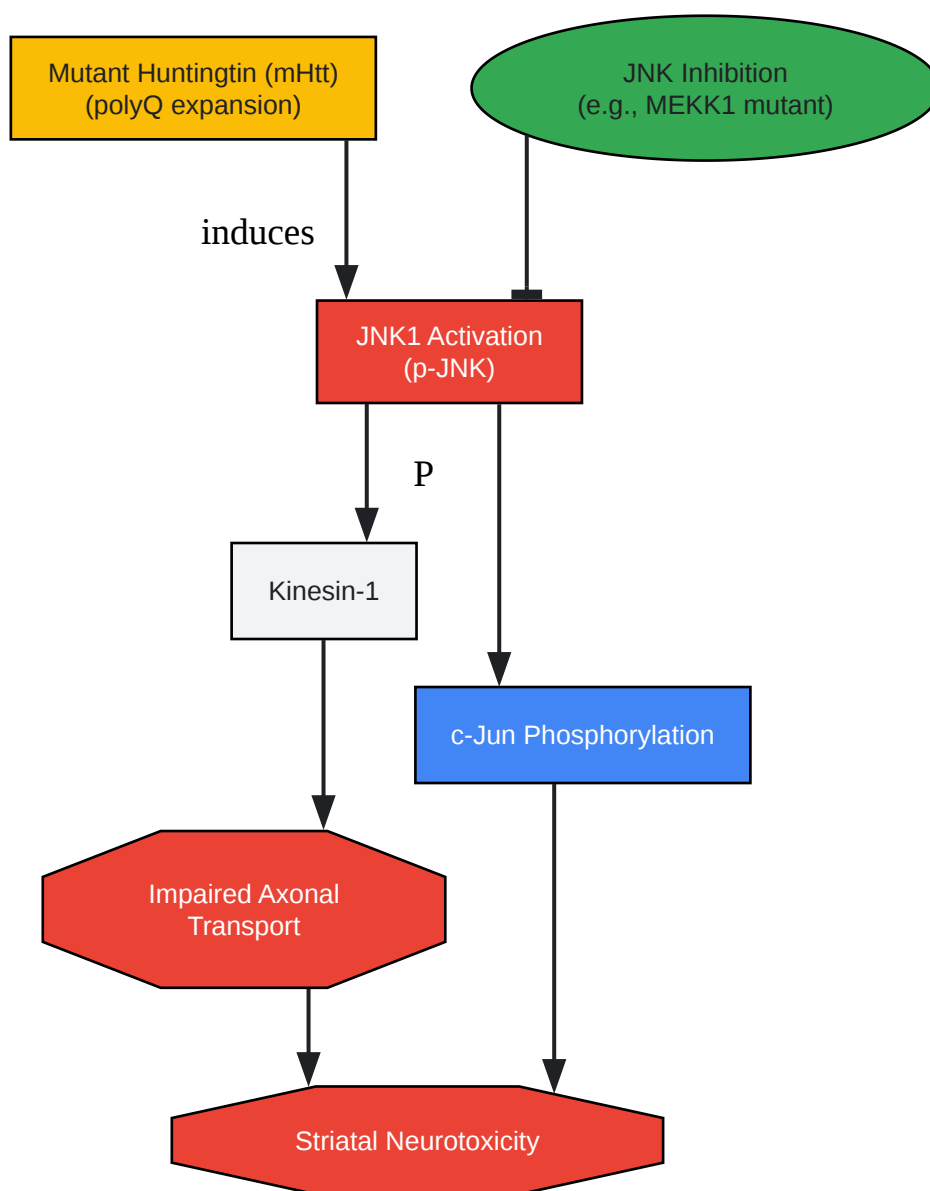 Mutant Huntingtin (mHtt)
(polyQ expansion)
JNK Inhibition
(e.g., MEKK1 mutant)
induces
JNK1 Activation
(p-JNK)
P
Kinesin-1
c-Jun Phosphorylation
Impaired Axonal
Transport
Striatal Neurotoxicity